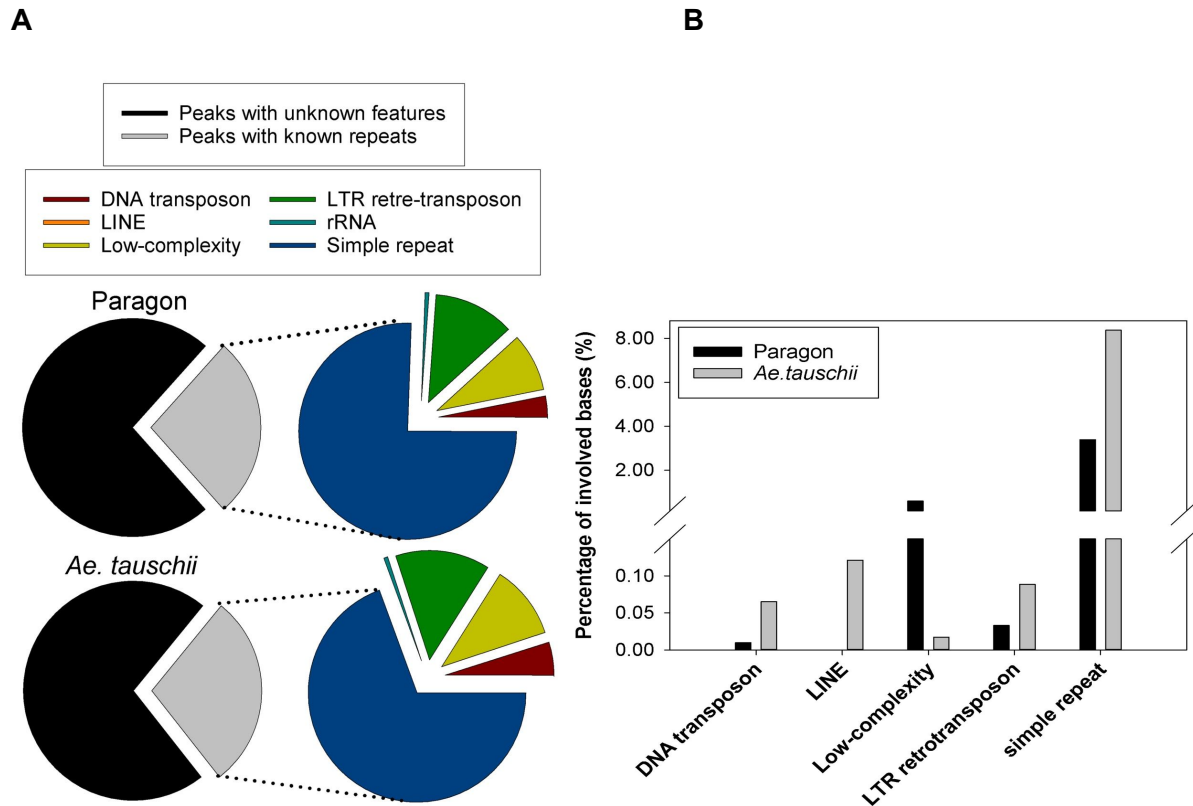 A
B
Peaks with unknown features
Peaks with known repeats
DNA transposon
LTR retre-transposon
LINE
rRNA
Low-complexity
Simple repeat
Paragon
Ae. tauschii
Percentage of involved bases (%)
8.00
6.00
4.00
2.00
0.10
0.05
0.00
Paragon
Ae.tauschii
DNA transposon
LINE
Low-complexity
LTR retrotransposon
simple repeat